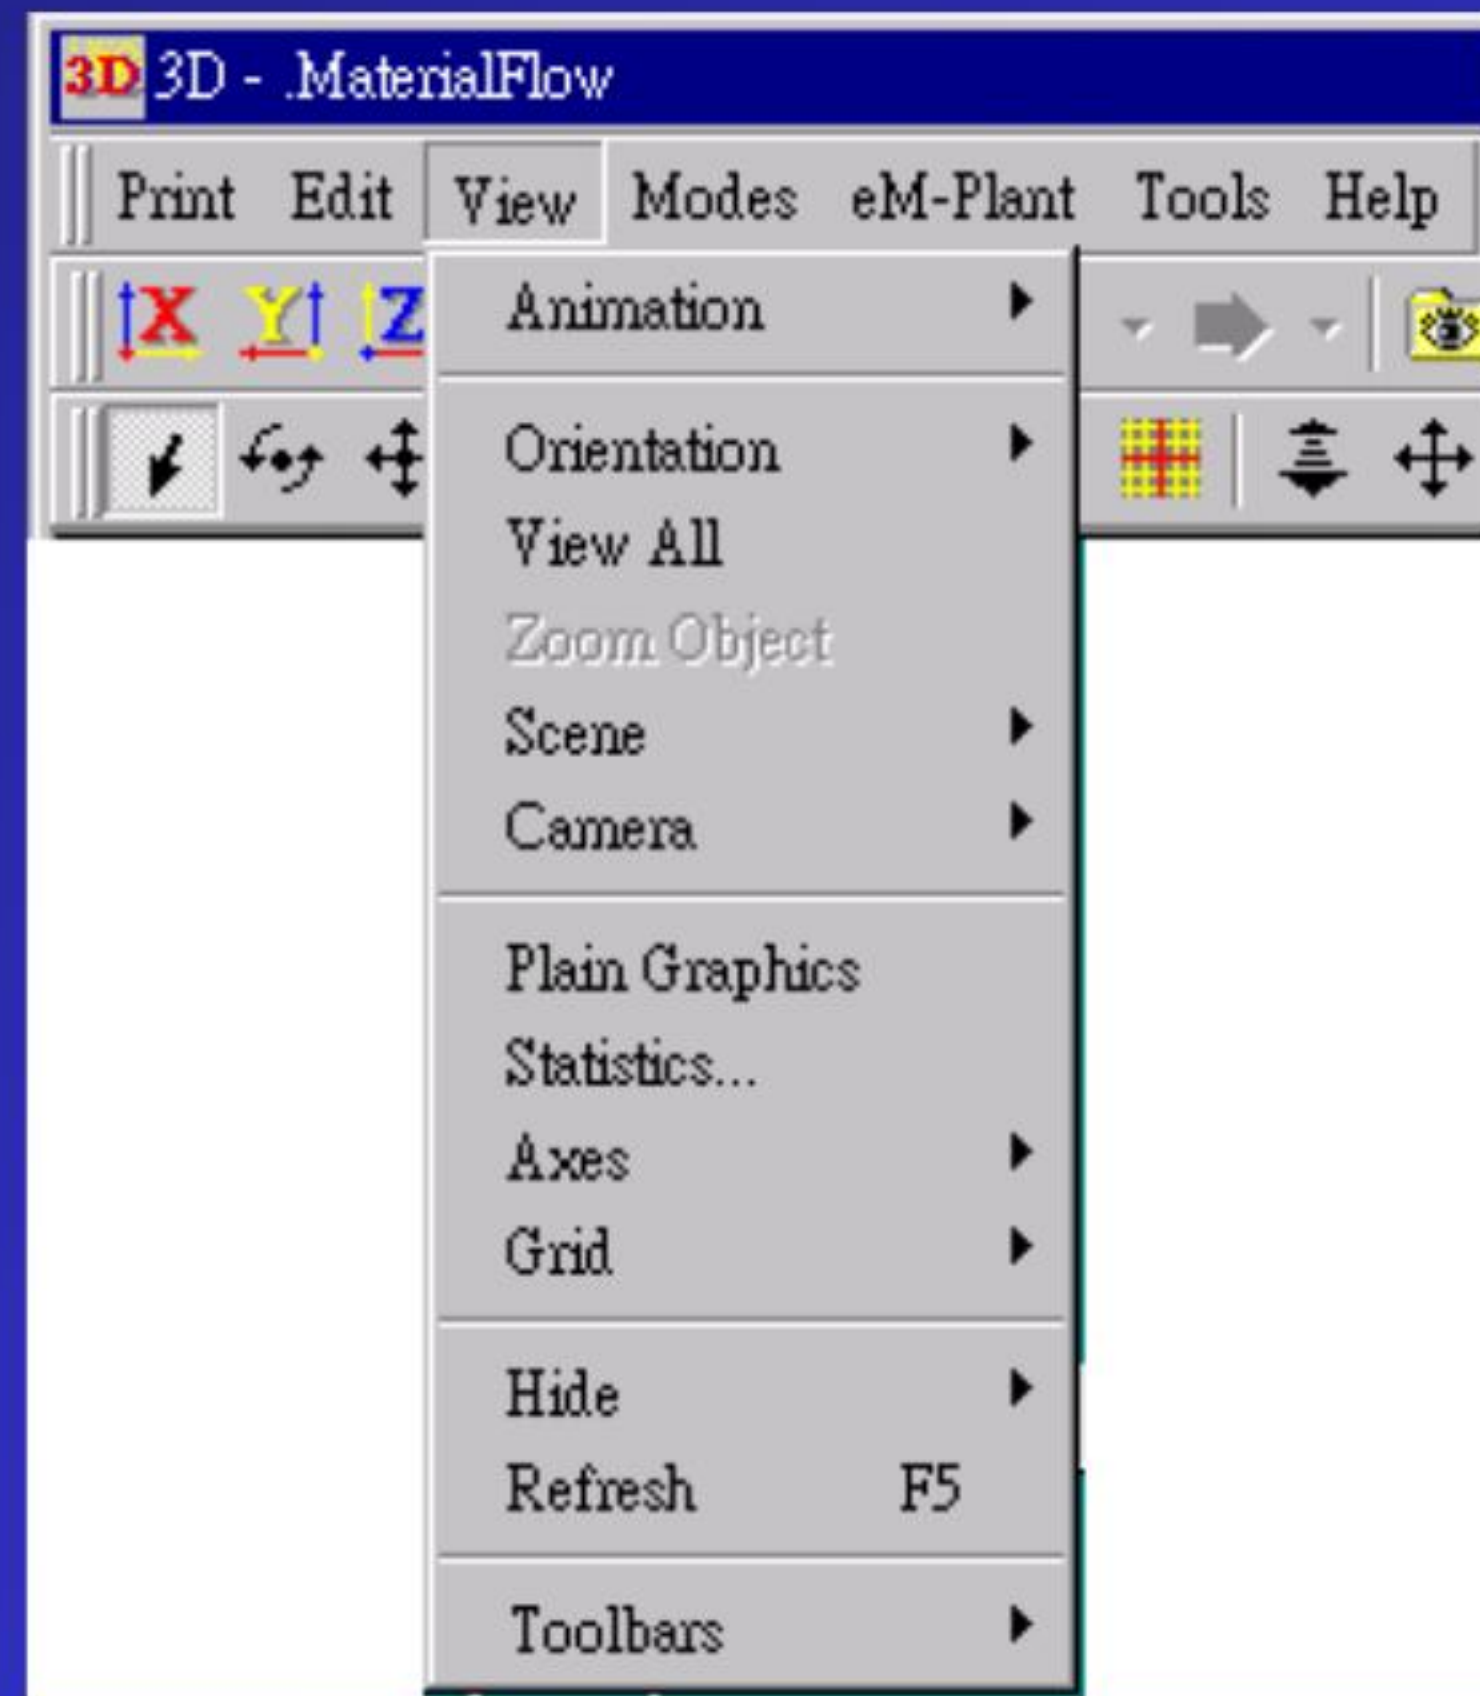 3D 3D - .MaterialFlow
Print Edit View Modes eM-Plant Tools Help
X Y Z
Animation
Orientation
View All
Zoom Object
Scene
Camera
Plain Graphics
Statistics...
Axes
Grid
Hide
Refresh F5
Toolbars